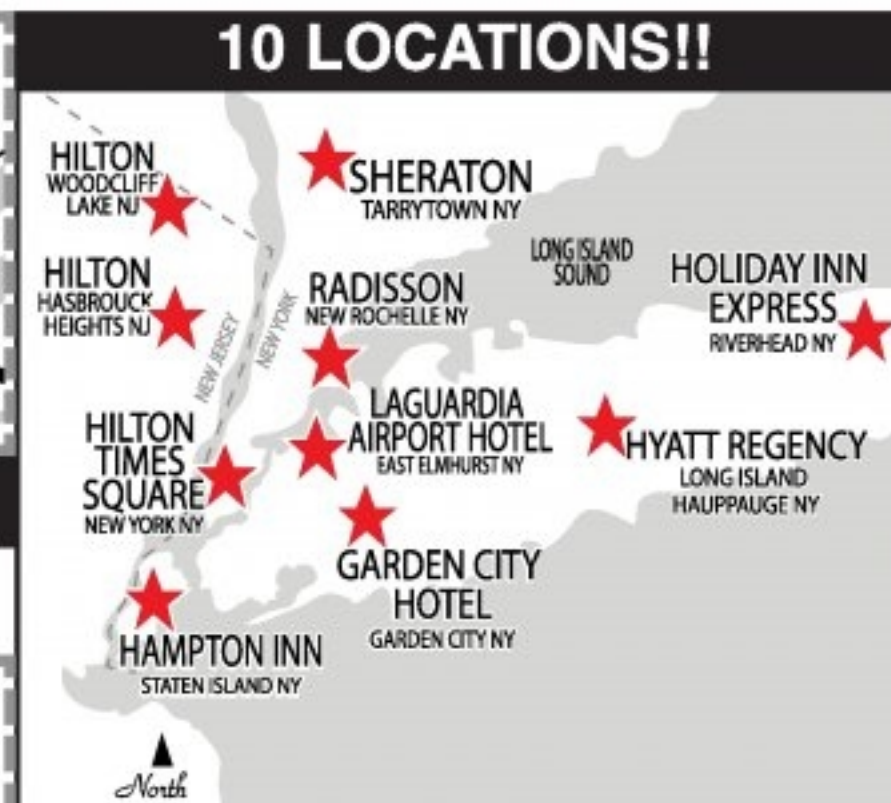 10 LOCATIONS!!
HILTON
WOODCLIFF
LAKE NJ
SHERATON
TARRYTOWN NY
LONG ISLAND
SOUND
HILTON
HASBROUCK
HEIGHTS NJ
NEW JERSEY
NEW YORK
RADISSON
NEW ROCHELLE NY
HOLIDAY INN
EXPRESS
RIVERHEAD NY
HILTON
TIMES
SQUARE
NEW YORK NY
LAGUARDIA
AIRPORT HOTEL
EAST ELMHURST NY
HYATT REGENCY
LONG ISLAND
HAUPPAUGE NY
GARDEN CITY
HOTEL
GARDEN CITY NY
HAMPTON INN
STATEN ISLAND NY
North